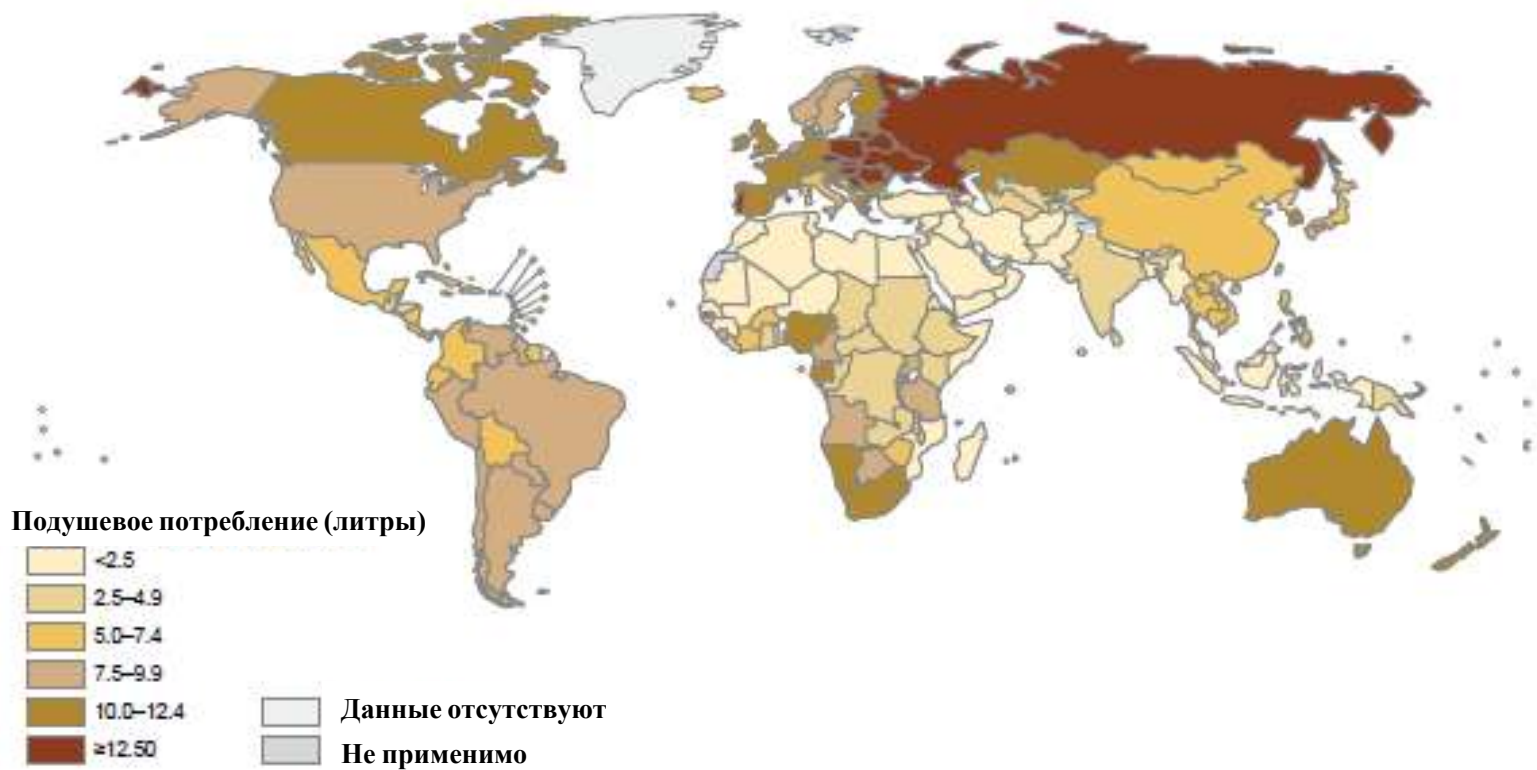 Подушевое потребление (литры)
<2.5
2.5–4.9
5.0–7.4
7.5–9.9
10.0–12.4
≥12.50
Данные отсутствуют
Не применимо